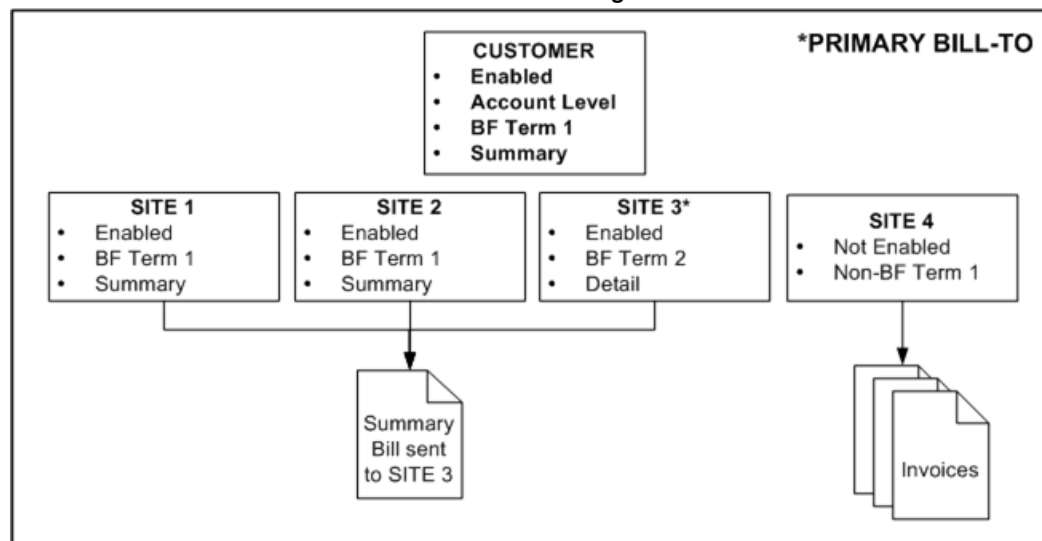 *PRIMARY BILL-TO
CUSTOMER
• Enabled
• Account Level
• BF Term 1
• Summary
SITE 1
• Enabled
• BF Term 1
• Summary
SITE 2
• Enabled
• BF Term 1
• Summary
SITE 3*
• Enabled
• BF Term 2
• Detail
SITE 4
• Not Enabled
• Non-BF Term 1
Summary
Bill sent
to SITE 3
Invoices